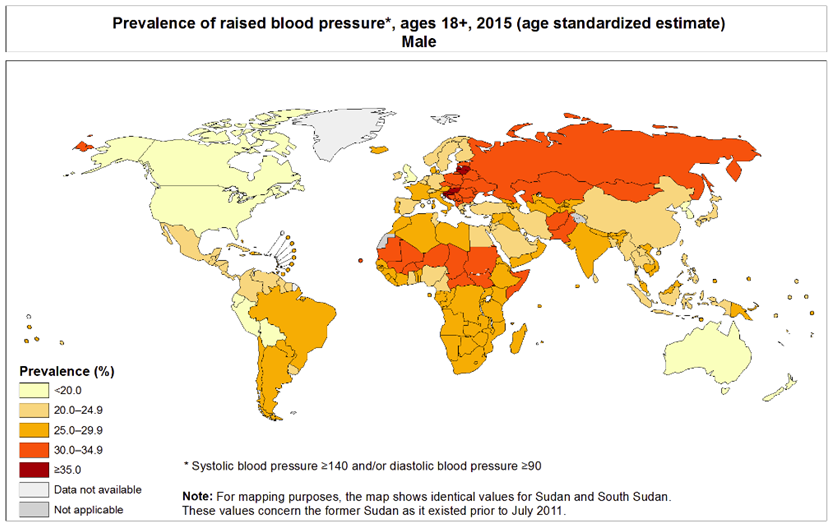 Prevalence of raised blood pressure*, ages 18+, 2015 (age standardized estimate)
Male
Prevalence (%)
<20.0
20.0–24.9
25.0–29.9
30.0–34.9
≥35.0
Data not available
Not applicable
* Systolic blood pressure ≥140 and/or diastolic blood pressure ≥90
Note: For mapping purposes, the map shows identical values for Sudan and South Sudan.
These values concern the former Sudan as it existed prior to July 2011.